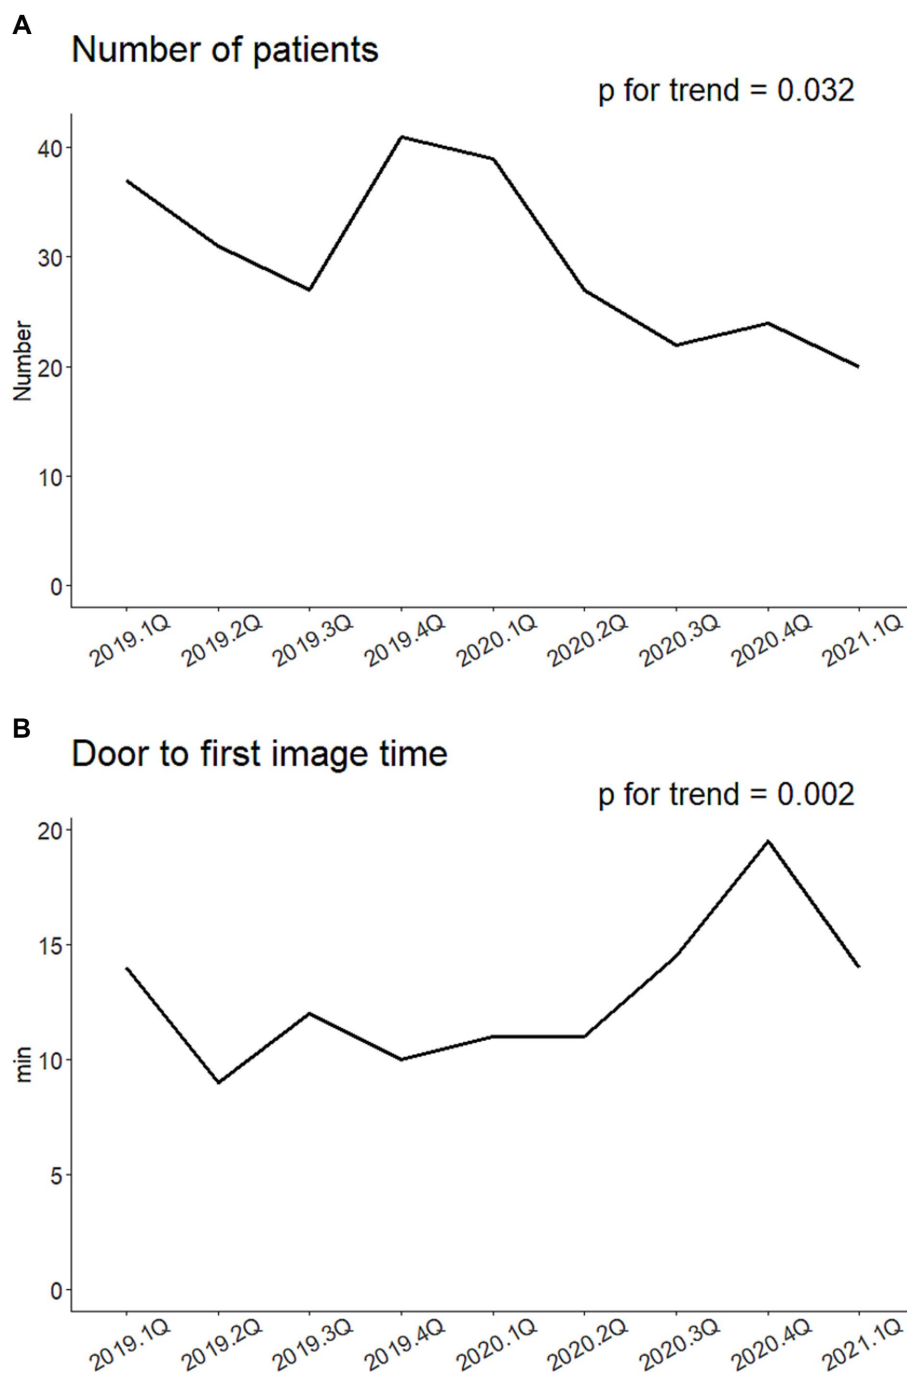 A
Number of patients
p for trend = 0.032
40
30
20
10
0
Number
2019.1Q 2019.2Q 2019.3Q 2019.4Q 2020.1Q 2020.2Q 2020.3Q 2020.4Q 2021.1Q
B
Door to first image time
p for trend = 0.002
20
15
10
5
0
min
2019.1Q 2019.2Q 2019.3Q 2019.4Q 2020.1Q 2020.2Q 2020.3Q 2020.4Q 2021.1Q